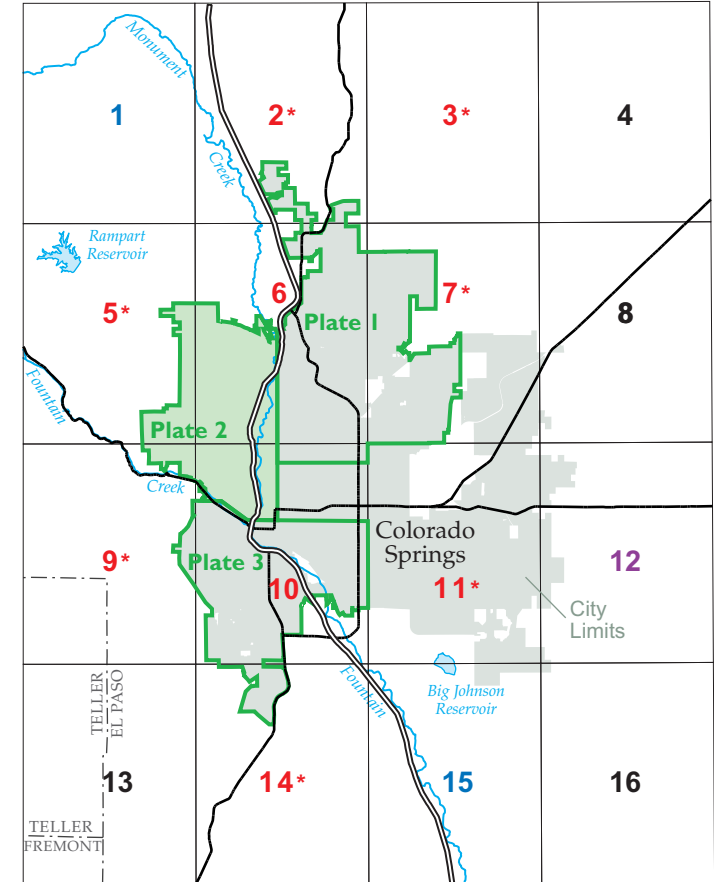 Monument
Creek
1
2*
3*
4
Rampart
Reservoir
5*
6
7*
8
Plate 1
Plate 2
Fountain
Creek
Colorado
Springs
9*
Plate 3
10
11*
12
City
Limits
TELLER
EL PASO
Fountain
Big Johnson
Reservoir
13
14*
15
16
TELLER
FREMONT